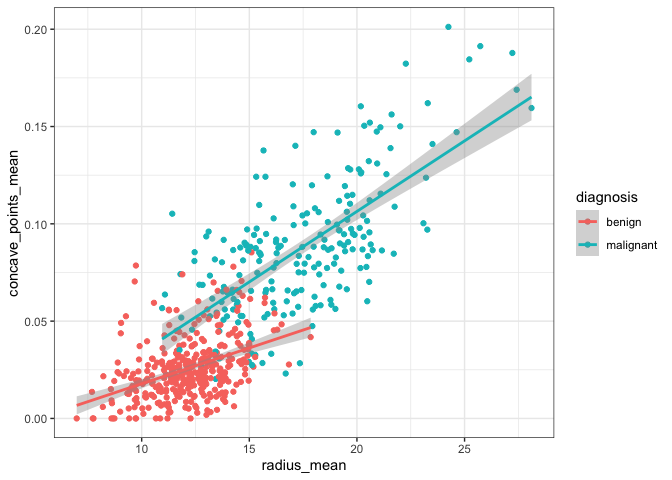 0.20
0.15
0.10
0.05
0.00
concave_points_mean
10 15 20 25
radius_mean
diagnosis
benign
malignant